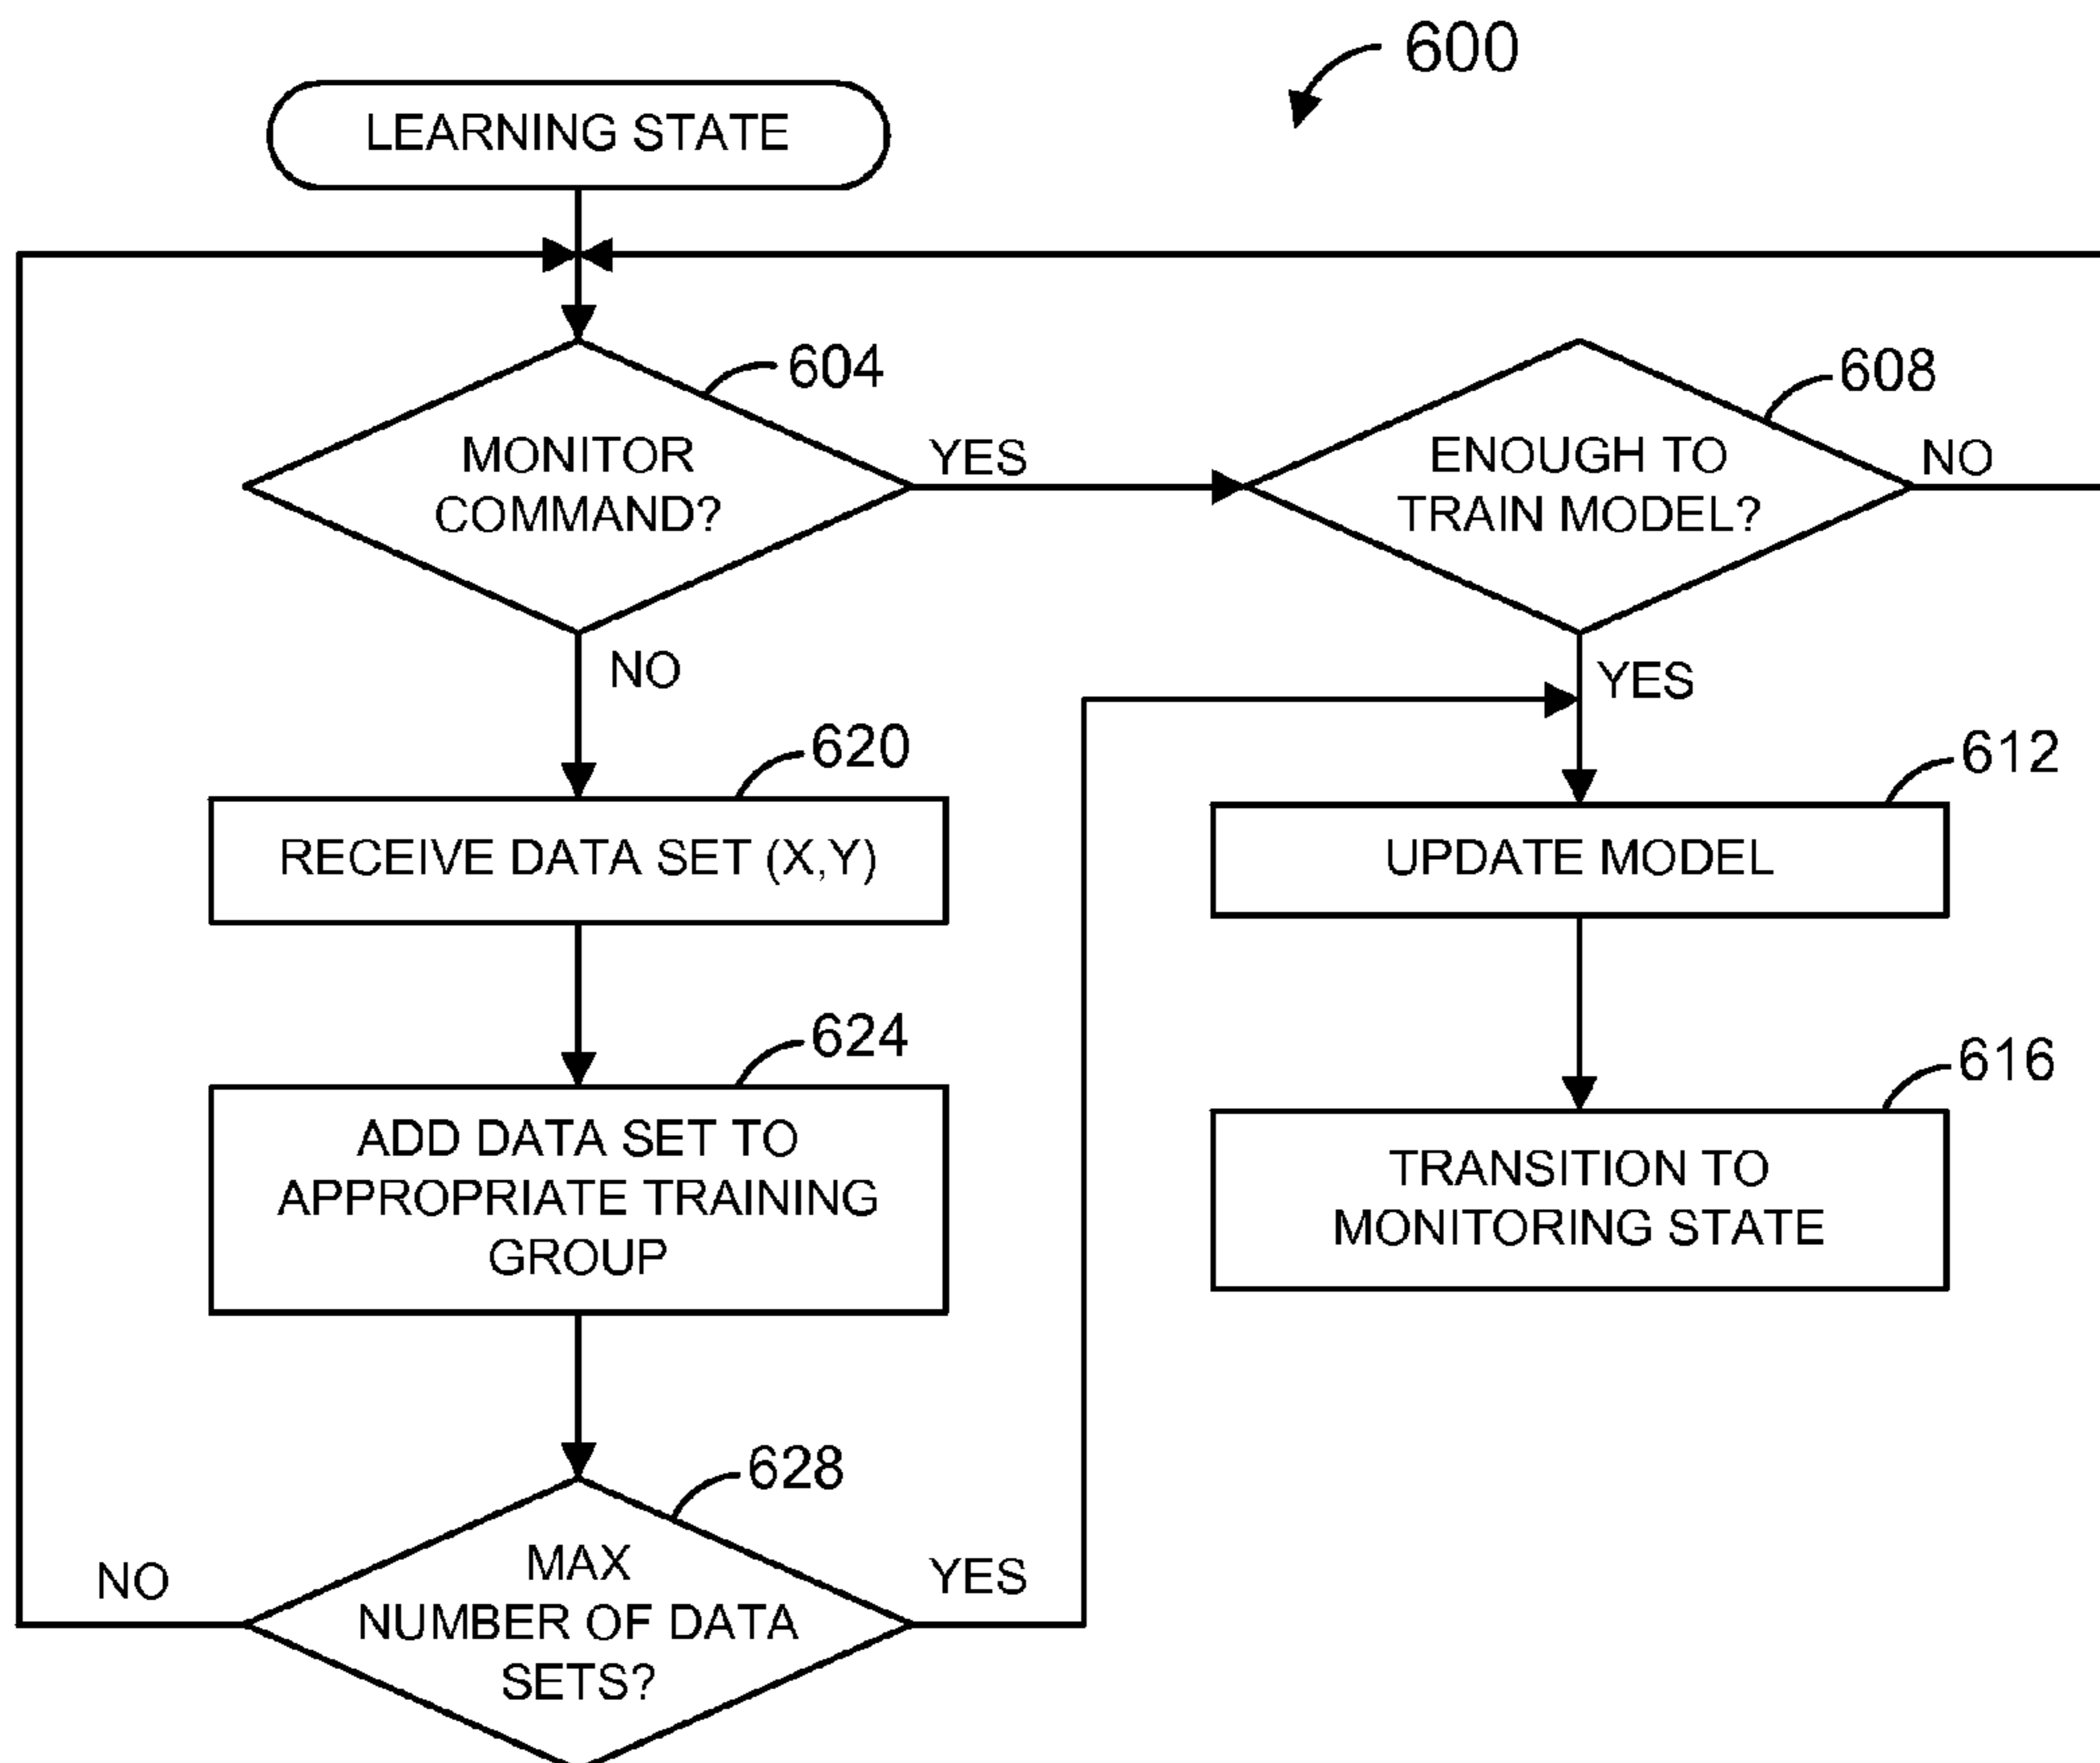 600
LEARNING STATE
604
MONITOR
COMMAND?
YES
NO
608
ENOUGH TO
TRAIN MODEL?
NO
YES
620
RECEIVE DATA SET (X,Y)
612
UPDATE MODEL
624
ADD DATA SET TO
APPROPRIATE TRAINING
GROUP
616
TRANSITION TO
MONITORING STATE
628
MAX
NUMBER OF DATA
SETS?
NO
YES